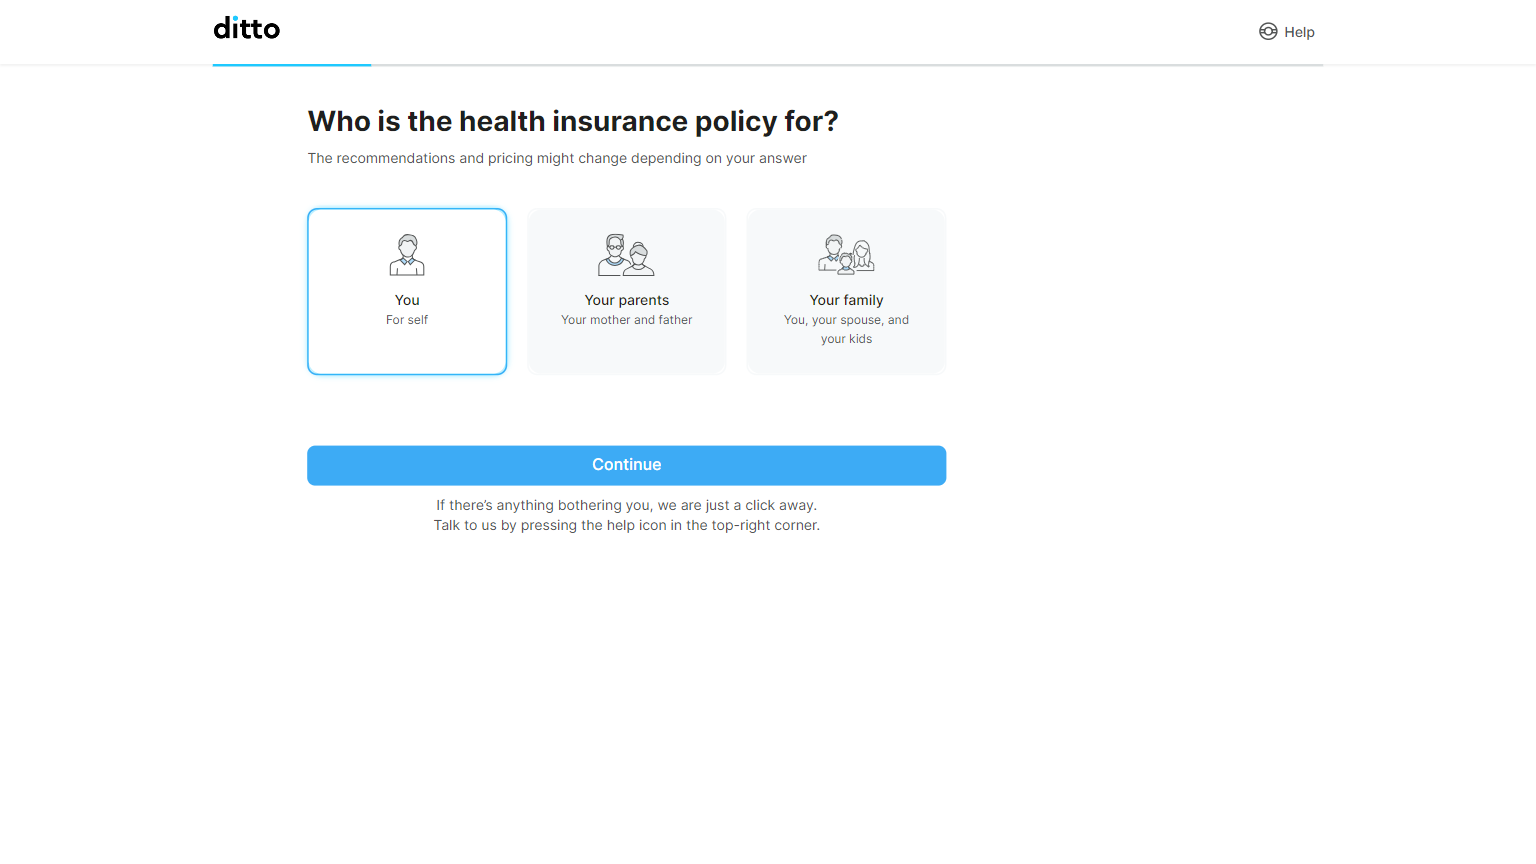 ditto
Help
Who is the health insurance policy for?
The recommendations and pricing might change depending on your answer
You
For self
Your parents
Your mother and father
Your family
You, your spouse, and
your kids
Continue
If there’s anything bothering you, we are just a click away.
Talk to us by pressing the help icon in the top-right corner.